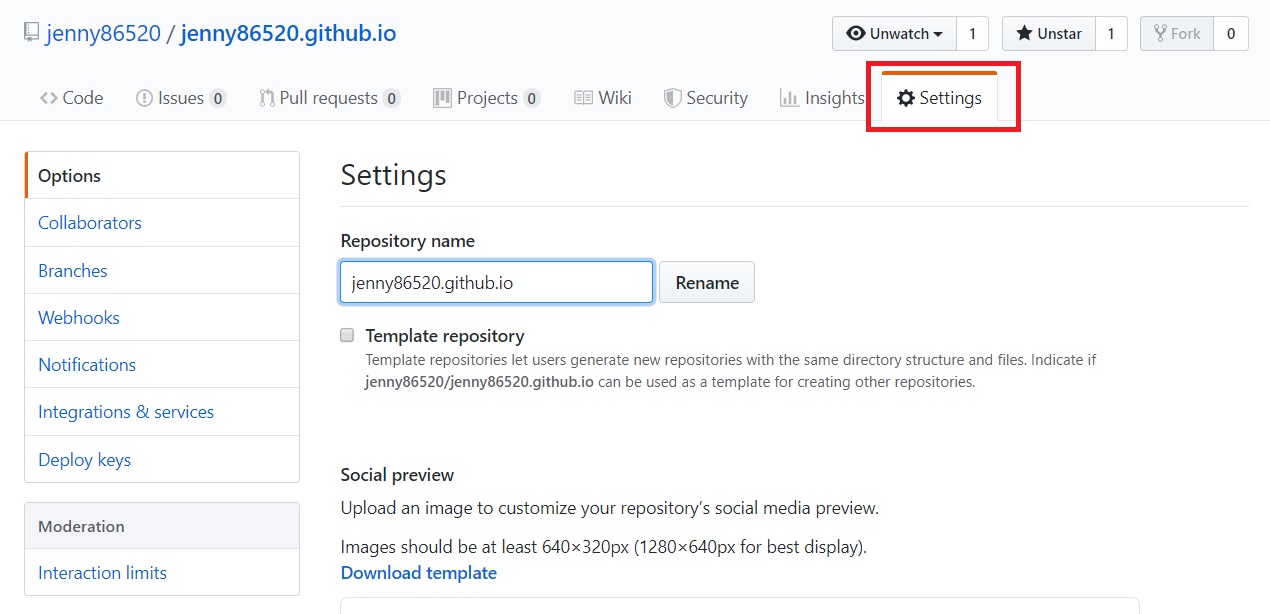 jenny86520 / jenny86520.github.io
Unwatch 1 Unstar 1 Fork 0
Code Issues 0 Pull requests 0 Projects 0 Wiki Security Insights Settings
Options
Collaborators
Branches
Webhooks
Notifications
Integrations & services
Deploy keys
Moderation
Interaction limits
Settings
Repository name
jenny86520.github.io Rename
Template repository
Template repositories let users generate new repositories with the same directory structure and files. Indicate if
jenny86520/jenny86520.github.io can be used as a template for creating other repositories.
Social preview
Upload an image to customize your repository’s social media preview.
Images should be at least 640×320px (1280×640px for best display).
Download template